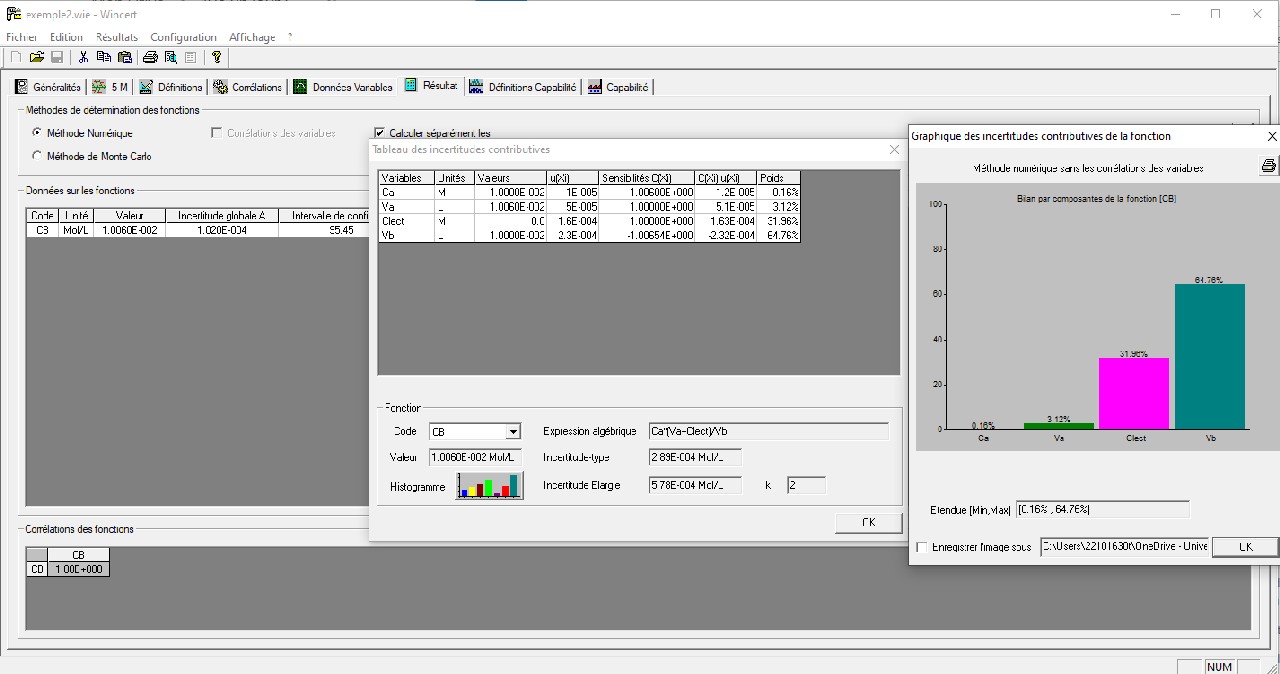 exemple2.wie - Wincert
Fichier Edition Résultats Configuration Affichage ?
Généralités 5 M Définitions Corrélations Données Variables Résultat Définitions Capabilité Capabilité
Méthodes de détermination des fonctions
Méthode Numérique Corrélations des variables Calculer séparément les
Méthode de Monte Carlo
Données sur les fonctions
Code Unité Valeur Incertitude globale A Intervale de confi
CB Mol/L 1.0060E-002 1.020E-004 95.45
Corrélations des fonctions
CB
1.00E+000
Tableau des incertitudes contributives
Variables Unités Valeurs u(Xi) Sensibilités C(Xi) C(Xi) u(Xi) Poids
Ca 1.0000E-002 1E-005 1.00600E+000 1.2E-005 0.16%
Va 1.0060E-002 5E-005 1.00000E+000 5.1E-005 3.12%
Clect 0.0 1.6E-004 1.00000E+000 1.63E-004 31.96%
Vb 1.0000E-002 2.3E-004 -1.00654E+000 -2.32E-004 64.76%
Fonction
Code CB Expression algébrique Ca*(Va-Clect)/Vb
Valeur 1.0060E-002 Mol/L Incertitude-type 2.89E-004 Mol/L
Histogramme Incertitude Elargie 5.78E-004 Mol/L k 2
OK
Graphique des incertitudes contributives de la fonction
Méthode numérique sans les corrélations des variables
Bilan par composantes de la fonction [CB]
100
80
60
40
20
0
0.16% 3.12% 31.96% 64.76%
Ca Va Clect Vb
Etendue [Min,Max] [0.16% , 64.76%]
Enregistrer l'image sous C:\Users\22101630t\OneDrive - Unive OK
NUM